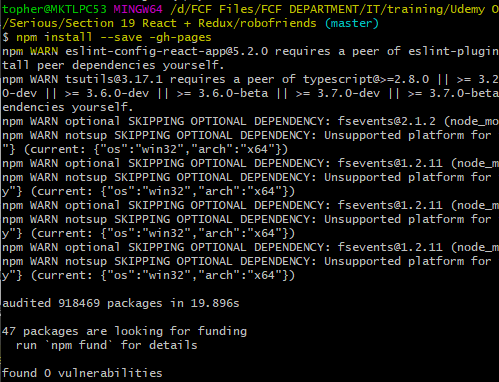 topher@MKTLPC53 MINGW64 /d/FCF Files/FCF DEPARTMENT/IT/training/Udemy O
/Serious/Section 19 React + Redux/robofriends (master)
$ npm install --save -gh-pages
npm WARN eslint-config-react-app@5.2.0 requires a peer of eslint-plugin
tall peer dependencies yourself.
npm WARN tsutils@3.17.1 requires a peer of typescript@>=2.8.0 || >= 3.2
0-dev || >= 3.6.0-dev || >= 3.6.0-beta || >= 3.7.0-dev || >= 3.7.0-beta
endencies yourself.
npm WARN optional SKIPPING OPTIONAL DEPENDENCY: fsevents@2.1.2 (node_mo
npm WARN notsup SKIPPING OPTIONAL DEPENDENCY: Unsupported platform for
"} (current: {"os":"win32","arch":"x64"})
npm WARN optional SKIPPING OPTIONAL DEPENDENCY: fsevents@1.2.11 (node_m
npm WARN notsup SKIPPING OPTIONAL DEPENDENCY: Unsupported platform for
y"} (current: {"os":"win32","arch":"x64"})
npm WARN optional SKIPPING OPTIONAL DEPENDENCY: fsevents@1.2.11 (node_m
npm WARN notsup SKIPPING OPTIONAL DEPENDENCY: Unsupported platform for
y"} (current: {"os":"win32","arch":"x64"})
npm WARN optional SKIPPING OPTIONAL DEPENDENCY: fsevents@1.2.11 (node_m
npm WARN notsup SKIPPING OPTIONAL DEPENDENCY: Unsupported platform for
y"} (current: {"os":"win32","arch":"x64"})

audited 918469 packages in 19.896s

47 packages are looking for funding
  run `npm fund` for details

found 0 vulnerabilities